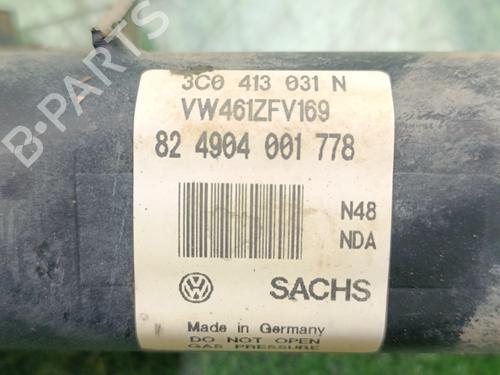 3C0 413 031 N
VW461ZFV169
82 4904 001 778
N48
NDA
SACHS
Made in Germany
DO NOT OPEN
GAS PRESSURE
B-PARTS